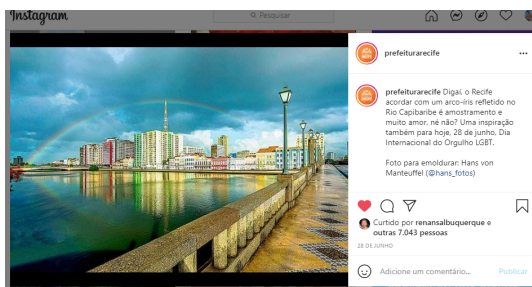 Instagram
Pesquisar
prefeiturarecife
prefeiturarecife Digaí, o Recife
acordar com um arco-íris refletido no
Rio Capibaribe é amostramento e
muito amor, né não? Uma inspiração
também para hoje, 28 de junho, Dia
Internacional do Orgulho LGBT.
Foto para emoldurar: Hans von
Manteuffel (@hans_fotos)
Curtido por renansalbuquerque e
outras 7.043 pessoas
28 DE JUNHO
Adicione um comentário... Publicar